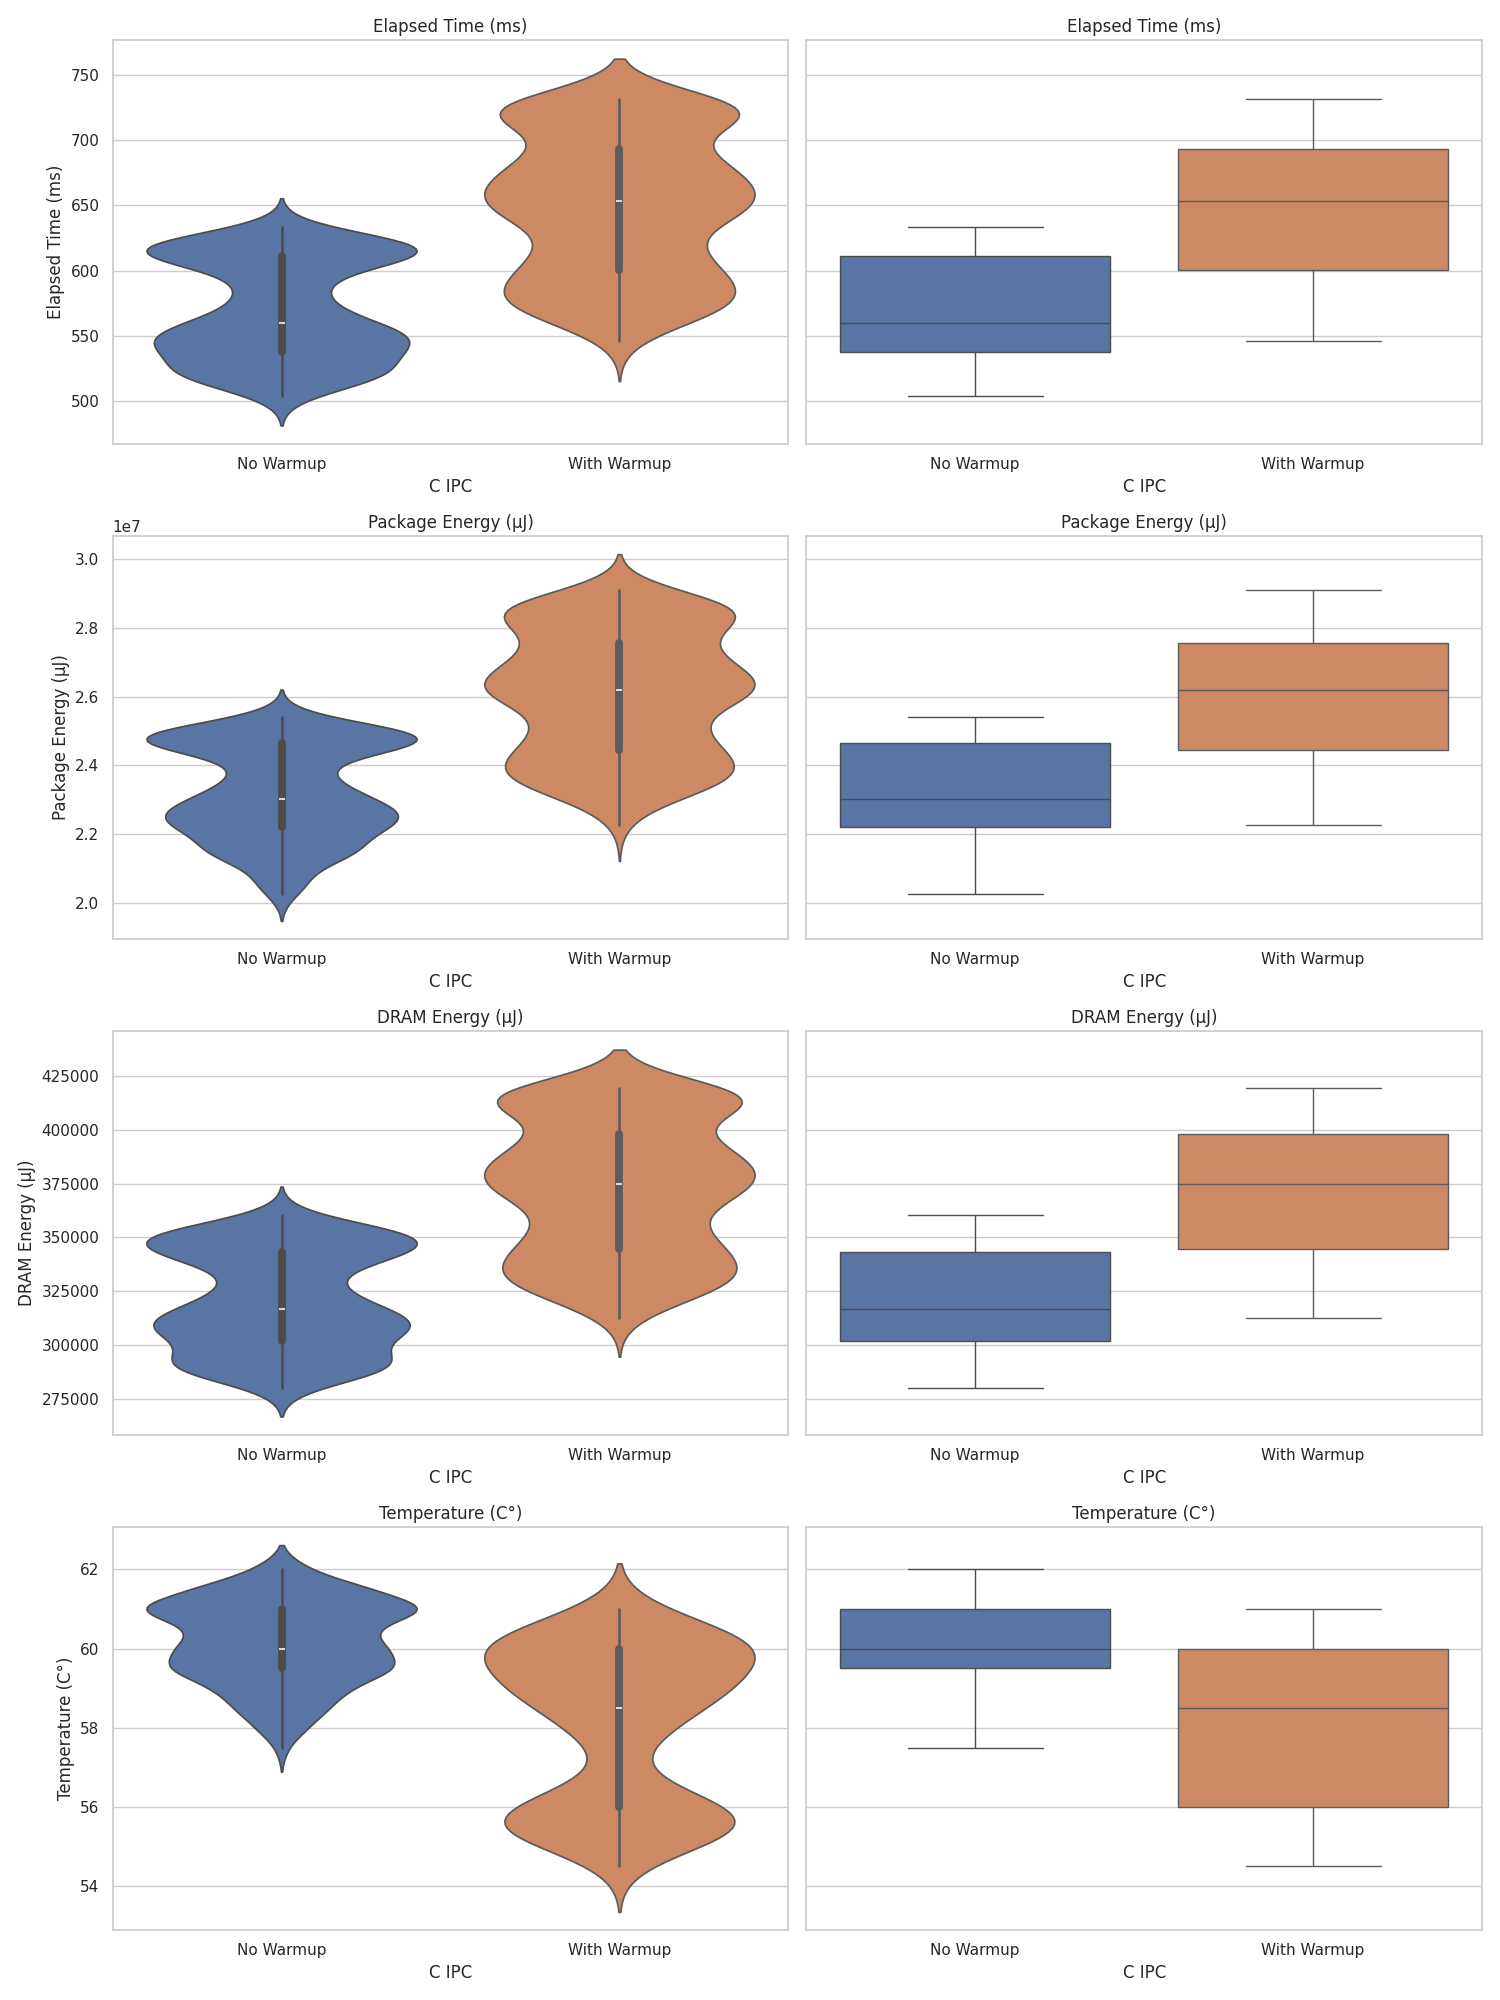 Elapsed Time (ms)
Elapsed Time (ms)
Elapsed Time (ms)
750
700
650
600
550
500
No Warmup
With Warmup
C IPC
No Warmup
With Warmup
C IPC
1e7
Package Energy (µJ)
Package Energy (µJ)
Package Energy (µJ)
3.0
2.8
2.6
2.4
2.2
2.0
No Warmup
With Warmup
C IPC
No Warmup
With Warmup
C IPC
DRAM Energy (µJ)
DRAM Energy (µJ)
DRAM Energy (µJ)
425000
400000
375000
350000
325000
300000
275000
No Warmup
With Warmup
C IPC
No Warmup
With Warmup
C IPC
Temperature (C°)
Temperature (C°)
Temperature (C°)
62
60
58
56
54
No Warmup
With Warmup
C IPC
No Warmup
With Warmup
C IPC